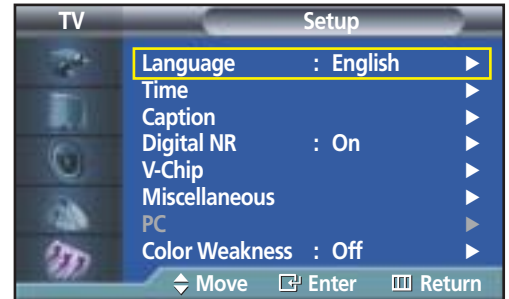 TV Setup
Language : English
Time
Caption
Digital NR : On
V-Chip
Miscellaneous
PC
Color Weakness : Off
Move Enter Return